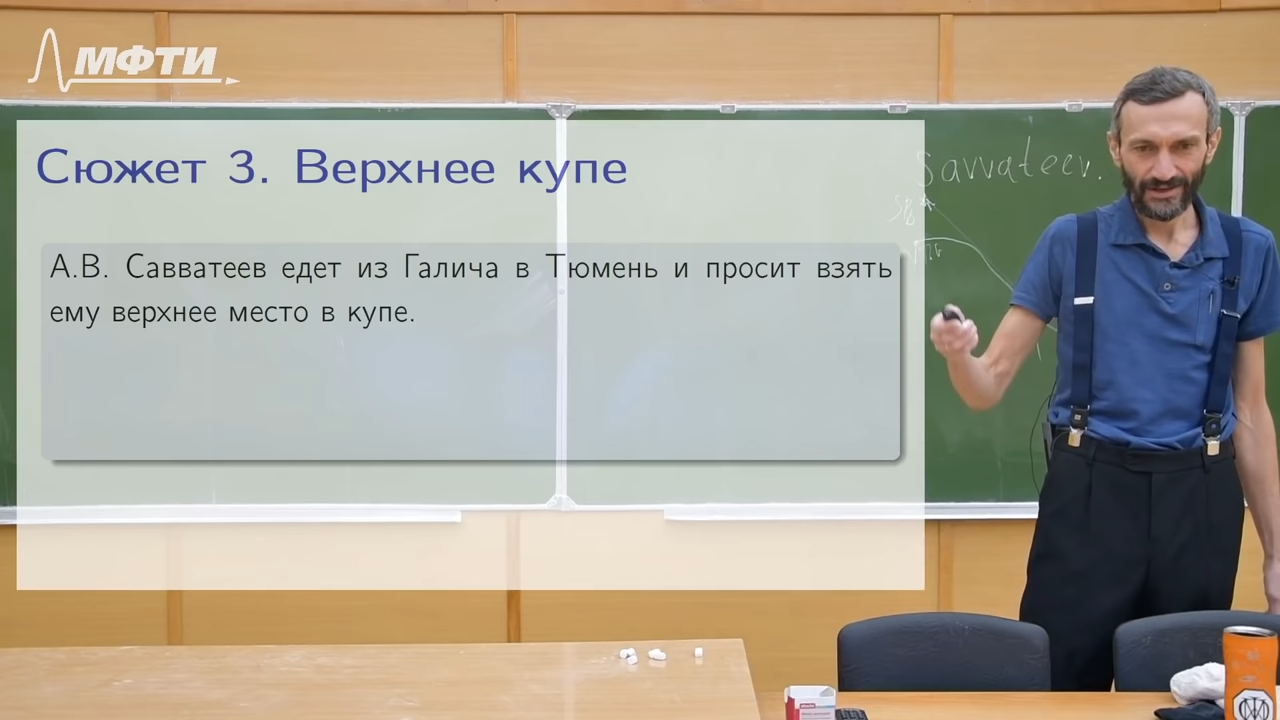 МФТИ
Сюжет 3. Верхнее купе
А.В. Савватеев едет из Галича в Тюмень и просит взять
ему верхнее место в купе.
Savvateev.